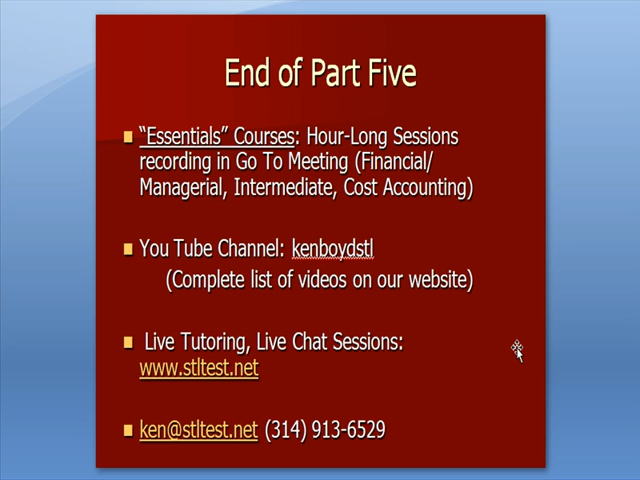 End of Part Five
“Essentials” Courses: Hour-Long Sessions
recording in Go To Meeting (Financial/
Managerial, Intermediate, Cost Accounting)
You Tube Channel: kenboydstl
(Complete list of videos on our website)
Live Tutoring, Live Chat Sessions:
www.stltest.net
ken@stltest.net (314) 913-6529